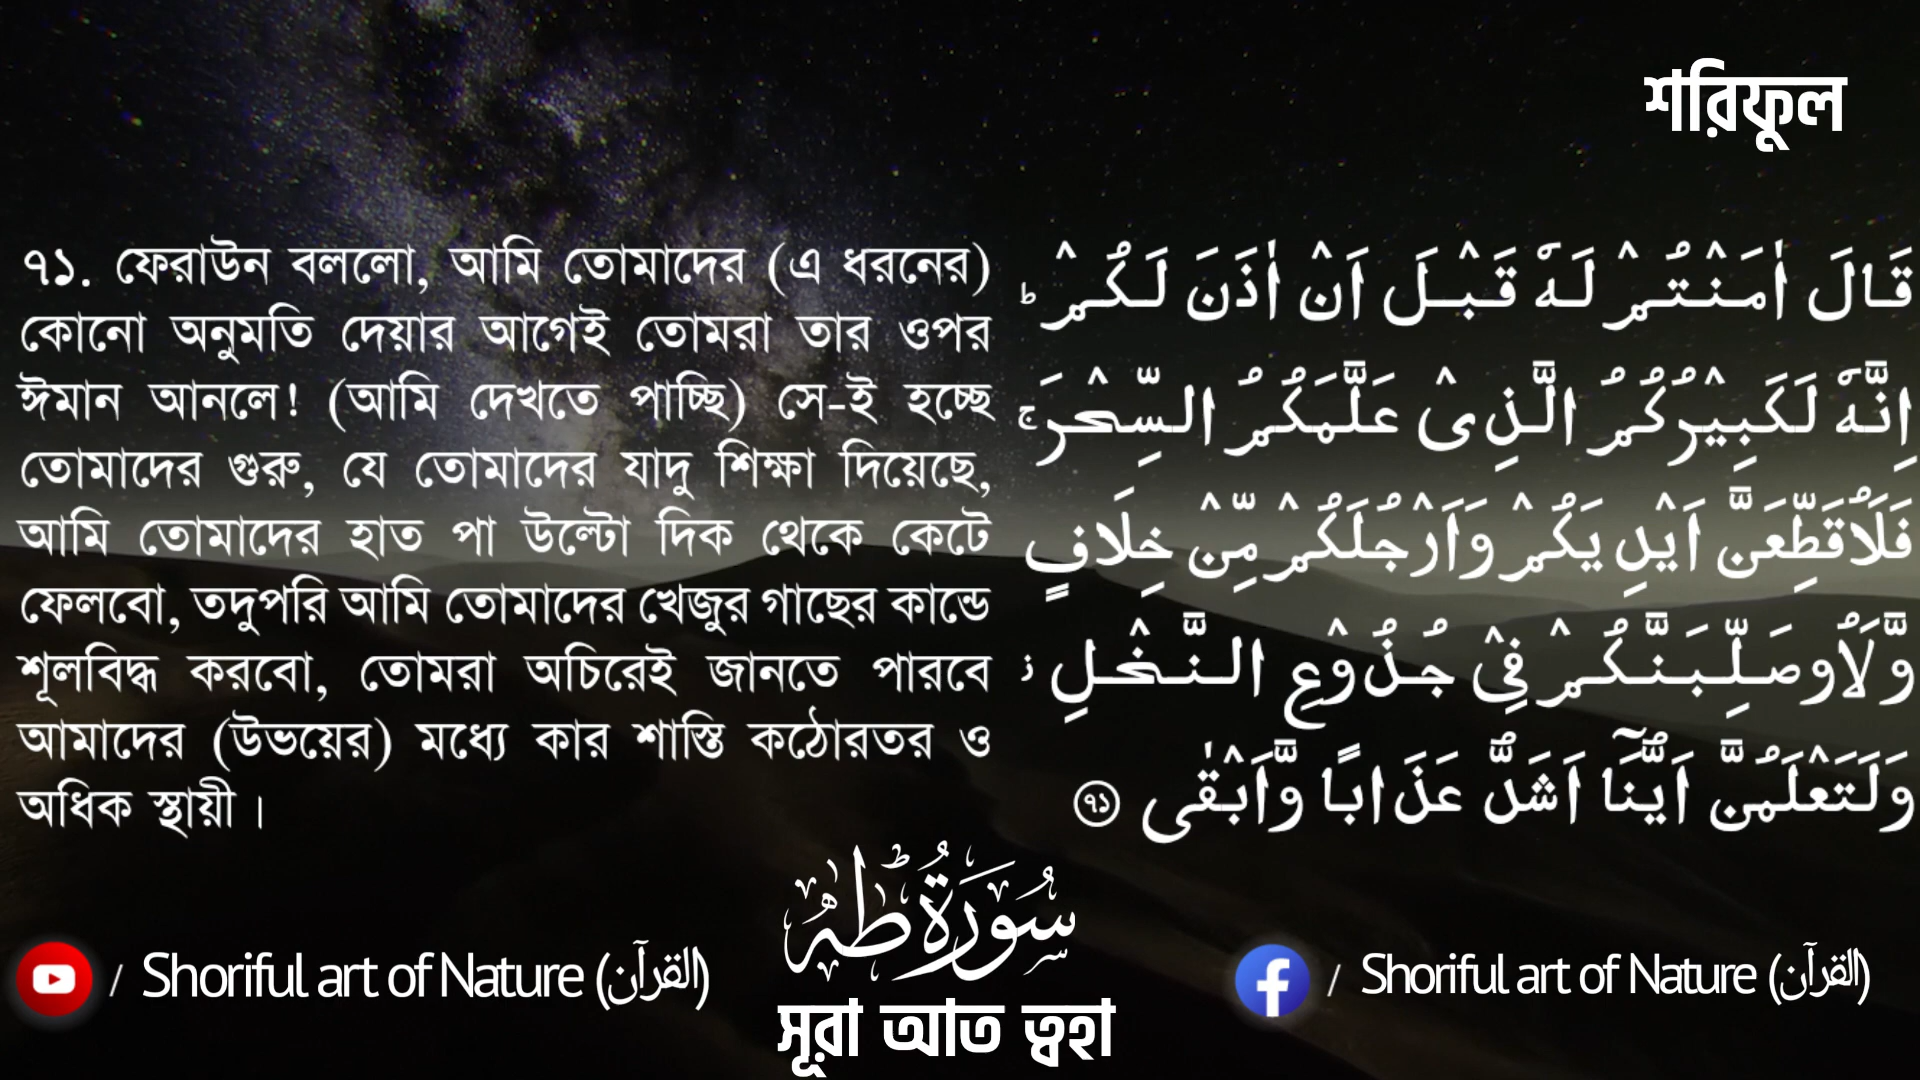 শরিফুল
৭১. ফেরাউন বললো, আমি তোমাদের (এ ধরনের)
কোনো অনুমতি দেয়ার আগেই তোমরা তার ওপর
ঈমান আনলে! (আমি দেখতে পাচ্ছি) সে-ই হচ্ছে
তোমাদের গুরু, যে তোমাদের যাদু শিক্ষা দিয়েছে,
আমি তোমাদের হাত পা উল্টো দিক থেকে কেটে
ফেলবো, তদুপরি আমি তোমাদের খেজুর গাছের কান্ডে
শূলবিদ্ধ করবো, তোমরা অচিরেই জানতে পারবে
আমাদের (উভয়ের) মধ্যে কার শাস্তি কঠোরতর ও
অধিক স্থায়ী।
قَالَ اٰمَنْتُمْ لَهٗ قَبْلَ اَنْ اٰذَنَ لَكُمْ ؕ
اِنَّهٗ لَكَبِيْرُكُمُ الَّذِىْ عَلَّمَكُمُ السِّحْرَ ۚ
فَلَاُقَطِّعَنَّ اَيْدِيَكُمْ وَاَرْجُلَكُمْ مِّنْ خِلَافٍ
وَّلَاُوصَلِّبَنَّكُمْ فِىْ جُذُوْعِ النَّخْلِ ز
وَلَتَعْلَمُنَّ اَيُّنَاۤ اَشَدُّ عَذَابًا وَّاَبْقٰى ৭১
سُوْرَةُ طٰهٰ
সূরা আত ত্বহা
/ Shoriful art of Nature (القرآن)
/ Shoriful art of Nature (القرآن)